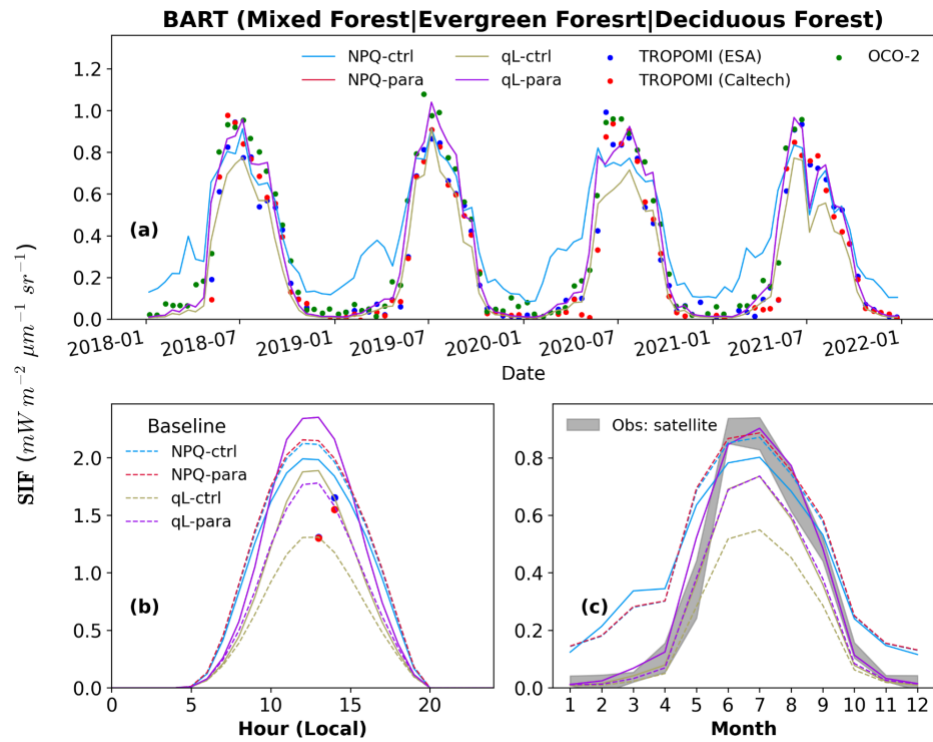 BART (Mixed Forest|Evergreen Foresrt|Deciduous Forest)
NPQ-ctrl qL-ctrl TROPOMI (ESA) OCO-2
NPQ-para qL-para TROPOMI (Caltech)
1.2
1.0
0.8
0.6
0.4
0.2
0.0
(a)
2018-01 2018-07 2019-01 2019-07 2020-01 2020-07 2021-01 2021-07 2022-01
Date
SIF (mW m⁻² μm⁻¹ sr⁻¹)
Baseline
NPQ-ctrl
NPQ-para
qL-ctrl
qL-para
2.0
1.5
1.0
0.5
0.0
(b)
0 5 10 15 20
Hour (Local)
Obs: satellite
0.8
0.6
0.4
0.2
0.0
(c)
1 2 3 4 5 6 7 8 9 10 11 12
Month